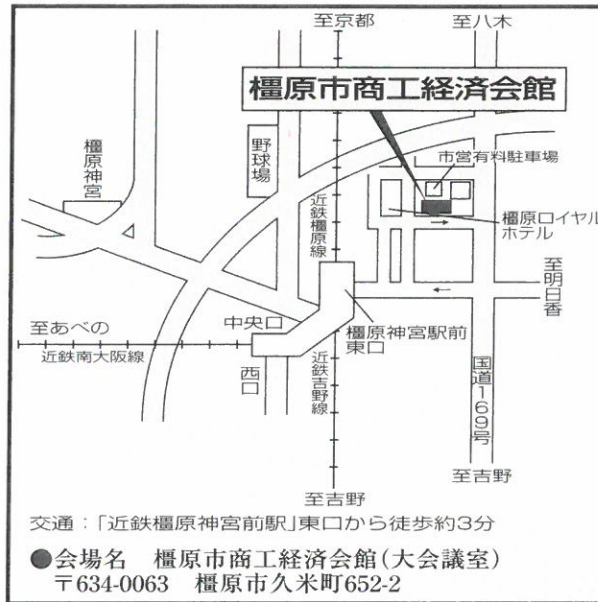 至京都
至八木
橿原市商工経済会館
市営有料駐車場
橿原神宮
野球場
近鉄橿原線
橿原ロイヤル
ホテル
至明日香
至あべの
中央口
橿原神宮駅前
東口
近鉄南大阪線
西口
近鉄吉野線
国道169号
至吉野
至吉野
交通：「近鉄橿原神宮前駅」東口から徒歩約3分
●会場名 橿原市商工経済会館(大会議室)
〒634-0063 橿原市久米町652-2